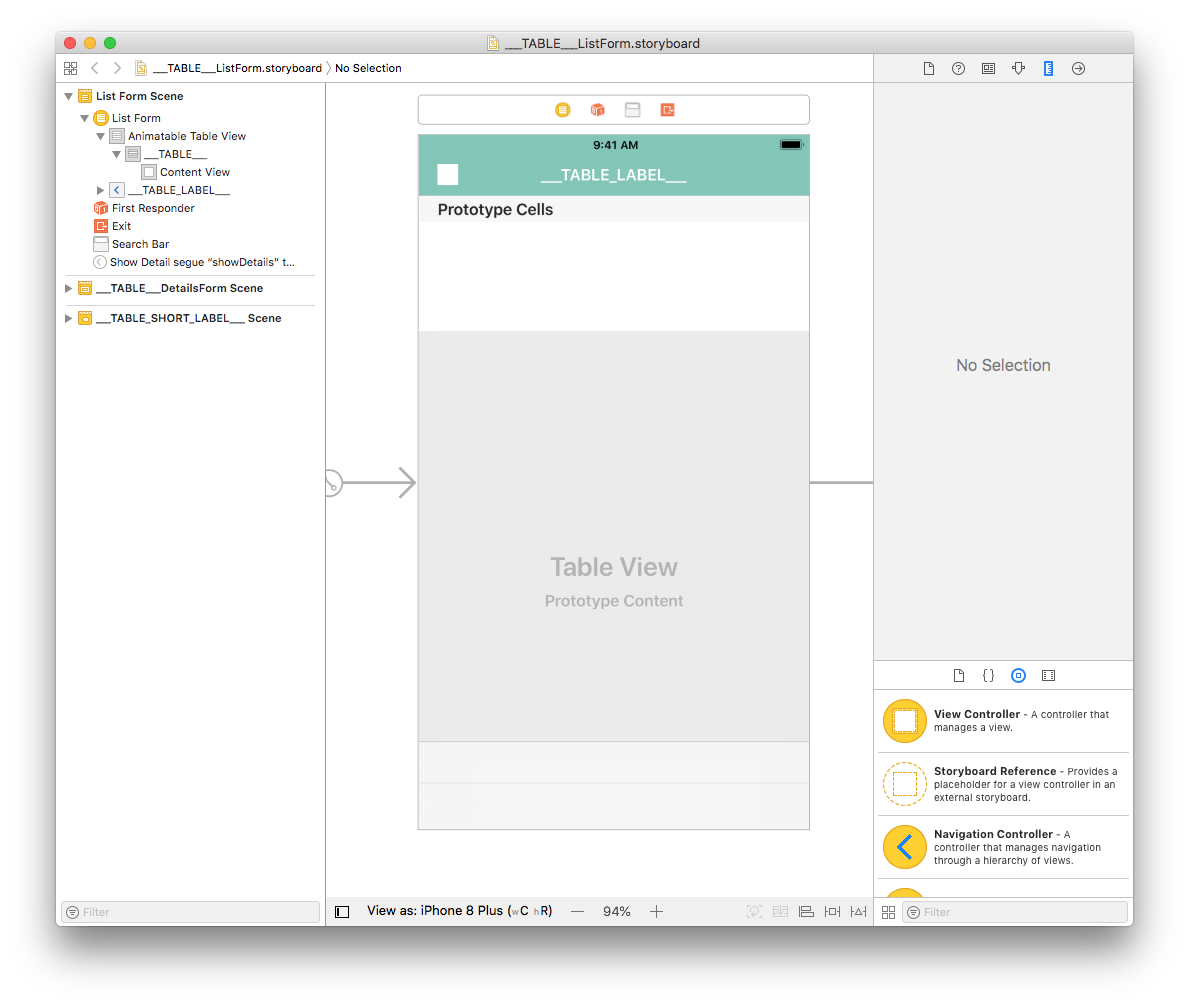 ___TABLE___ListForm.storyboard
___TABLE___ListForm.storyboard
No Selection
List Form Scene
List Form
Animatable Table View
___TABLE___
Content View
___TABLE_LABEL___
First Responder
Exit
Search Bar
Show Detail segue “showDetails” t...
___TABLE___DetailsForm Scene
___TABLE_SHORT_LABEL___ Scene
Filter
9:41 AM
___TABLE_LABEL___
Prototype Cells
Table View
Prototype Content
View as: iPhone 8 Plus (wC hR)
94%
No Selection
View Controller - A controller that
manages a view.
Storyboard Reference - Provides a
placeholder for a view controller in an
external storyboard.
Navigation Controller - A
controller that manages navigation
through a hierarchy of views.
Filter